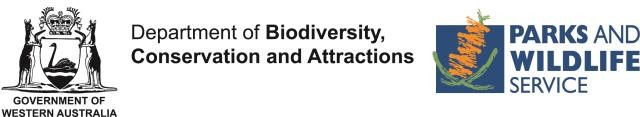 Department of Biodiversity,
Conservation and Attractions
GOVERNMENT OF
WESTERN AUSTRALIA
PARKS AND
WILDLIFE
SERVICE